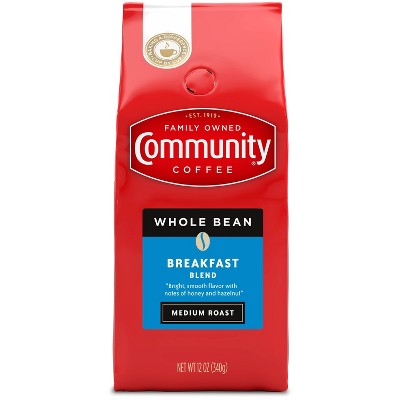 EST. 1919
FAMILY OWNED
Community®
COFFEE
WHOLE BEAN
BREAKFAST
BLEND
"Bright, smooth flavor with
notes of honey and hazelnut"
MEDIUM ROAST
NET WT 12 OZ (340g)